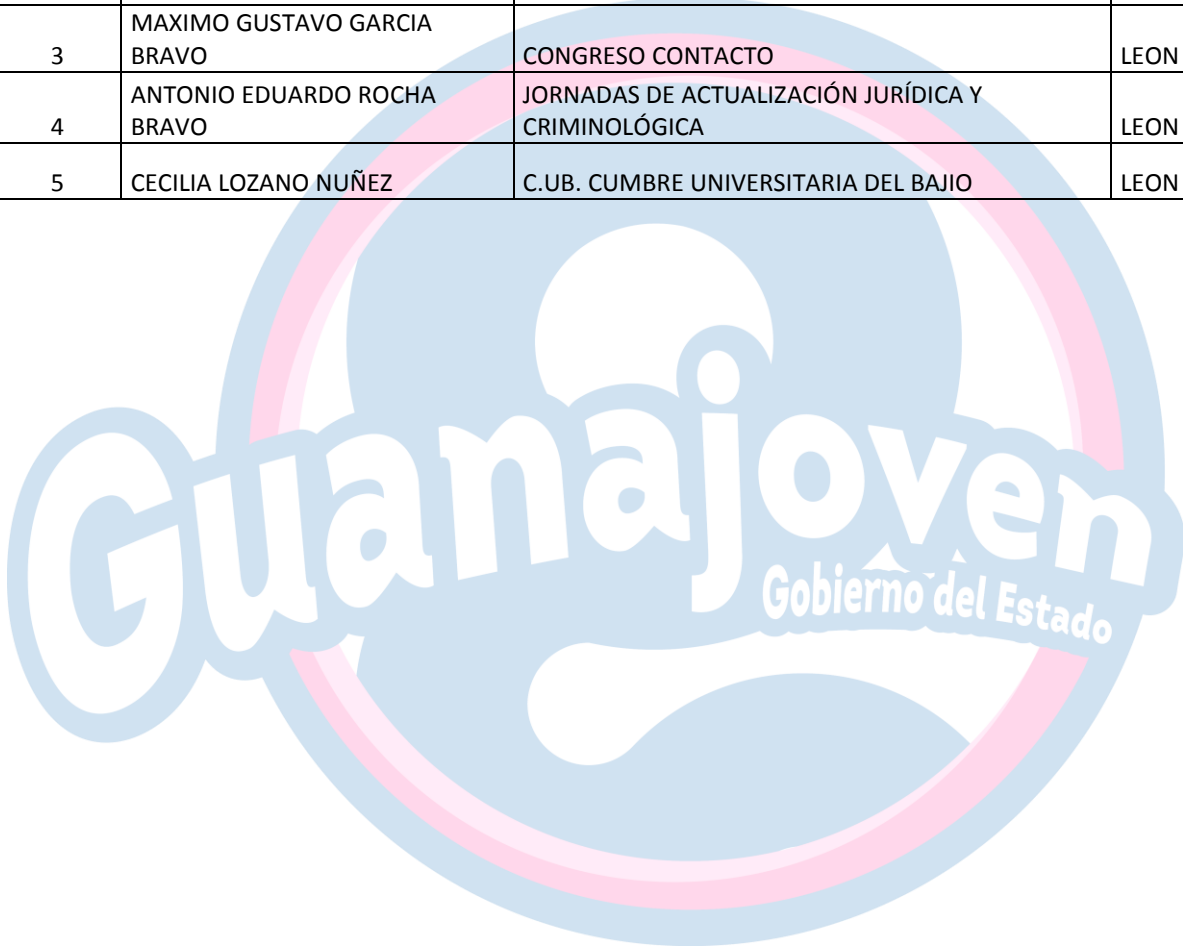 MAXIMO GUSTAVO GARCIA
3 BRAVO CONGRESO CONTACTO LEON
ANTONIO EDUARDO ROCHA JORNADAS DE ACTUALIZACIÓN JURÍDICA Y
4 BRAVO CRIMINOLÓGICA LEON
5 CECILIA LOZANO NUÑEZ C.UB. CUMBRE UNIVERSITARIA DEL BAJIO LEON
Guanajoven
Gobierno del Estado